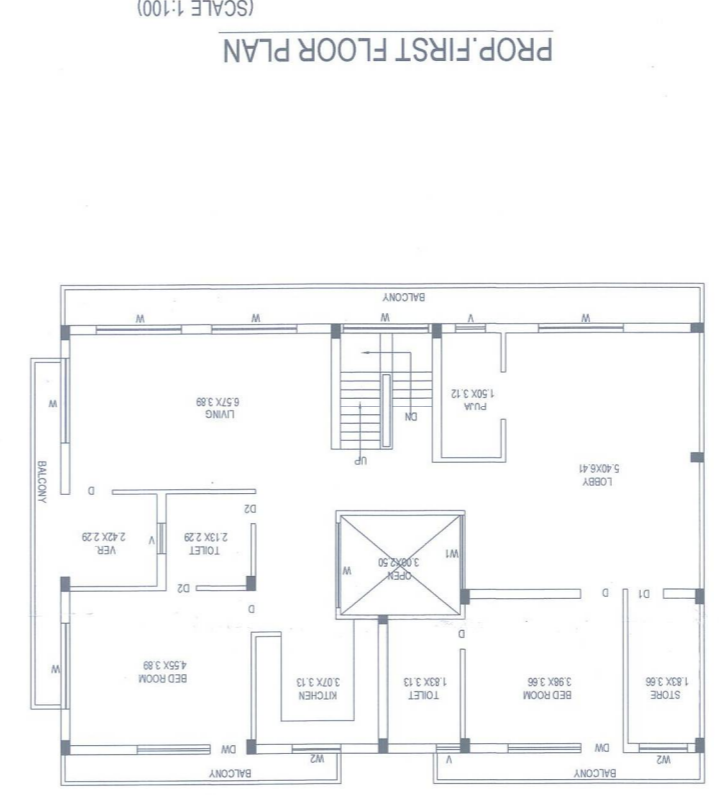 BALCONY
BALCONY
W2
DW
V
W2
DW
STORE
1.83X 3.66
BED ROOM
3.98X 3.66
TOILET
1.83X 3.13
KITCHEN
3.07X 3.13
BED ROOM
4.55X 3.89
W
D
D
D1
D
D2
OPEN
3.00X2.50
W1
W
TOILET
2.13X 2.29
V
VER.
2.42X 2.29
D2
D
BALCONY
LOBBY
5.40X6.41
UP
DN
PUJA
1.50X 3.12
LIVING
6.57X 3.89
W
W
V
W
W
W
BALCONY
PROP.FIRST FLOOR PLAN
(SCALE 1:100)